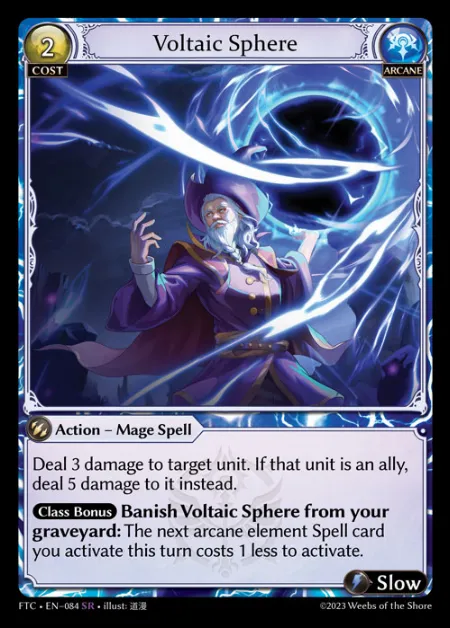 2
Voltaic Sphere
COST
ARCANE
Action – Mage Spell
Deal 3 damage to target unit. If that unit is an ally,
deal 5 damage to it instead.
Class Bonus Banish Voltaic Sphere from your
graveyard: The next arcane element Spell card
you activate this turn costs 1 less to activate.
Slow
FTC • EN-084 SR • illust: 道漫
©2023 Weebs of the Shore